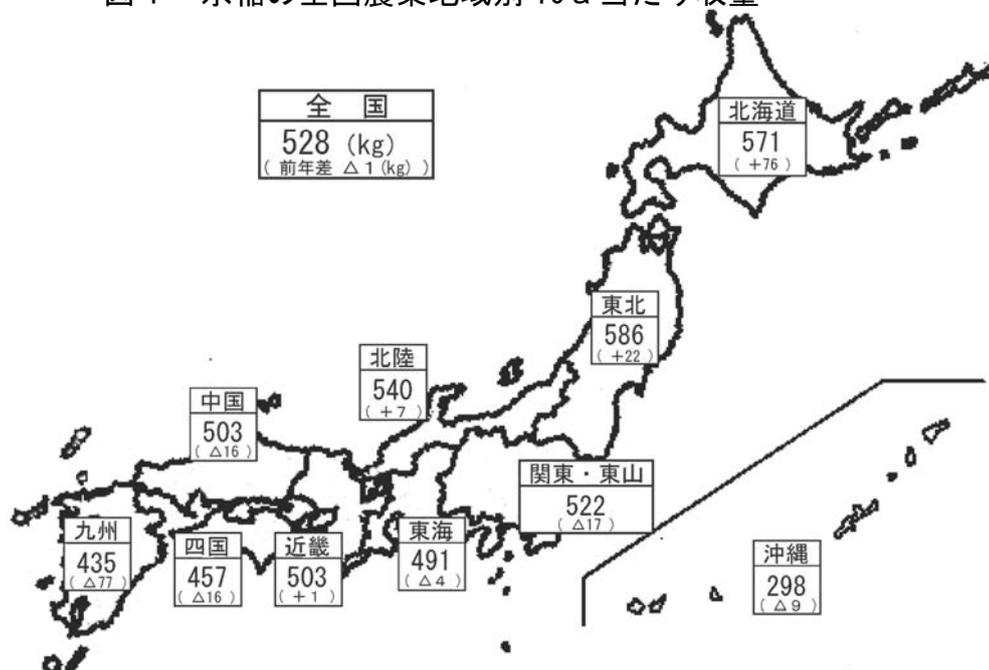 全 国
528 (kg)
( 前年差 △1(kg) )
北海道
571
( +76 )
東北
586
( +22 )
北陸
540
( +7 )
中国
503
( △16 )
関東・東山
522
( △17 )
九州
435
( △77 )
四国
457
( △16 )
近畿
503
( +1 )
東海
491
( △4 )
沖縄
298
( △9 )